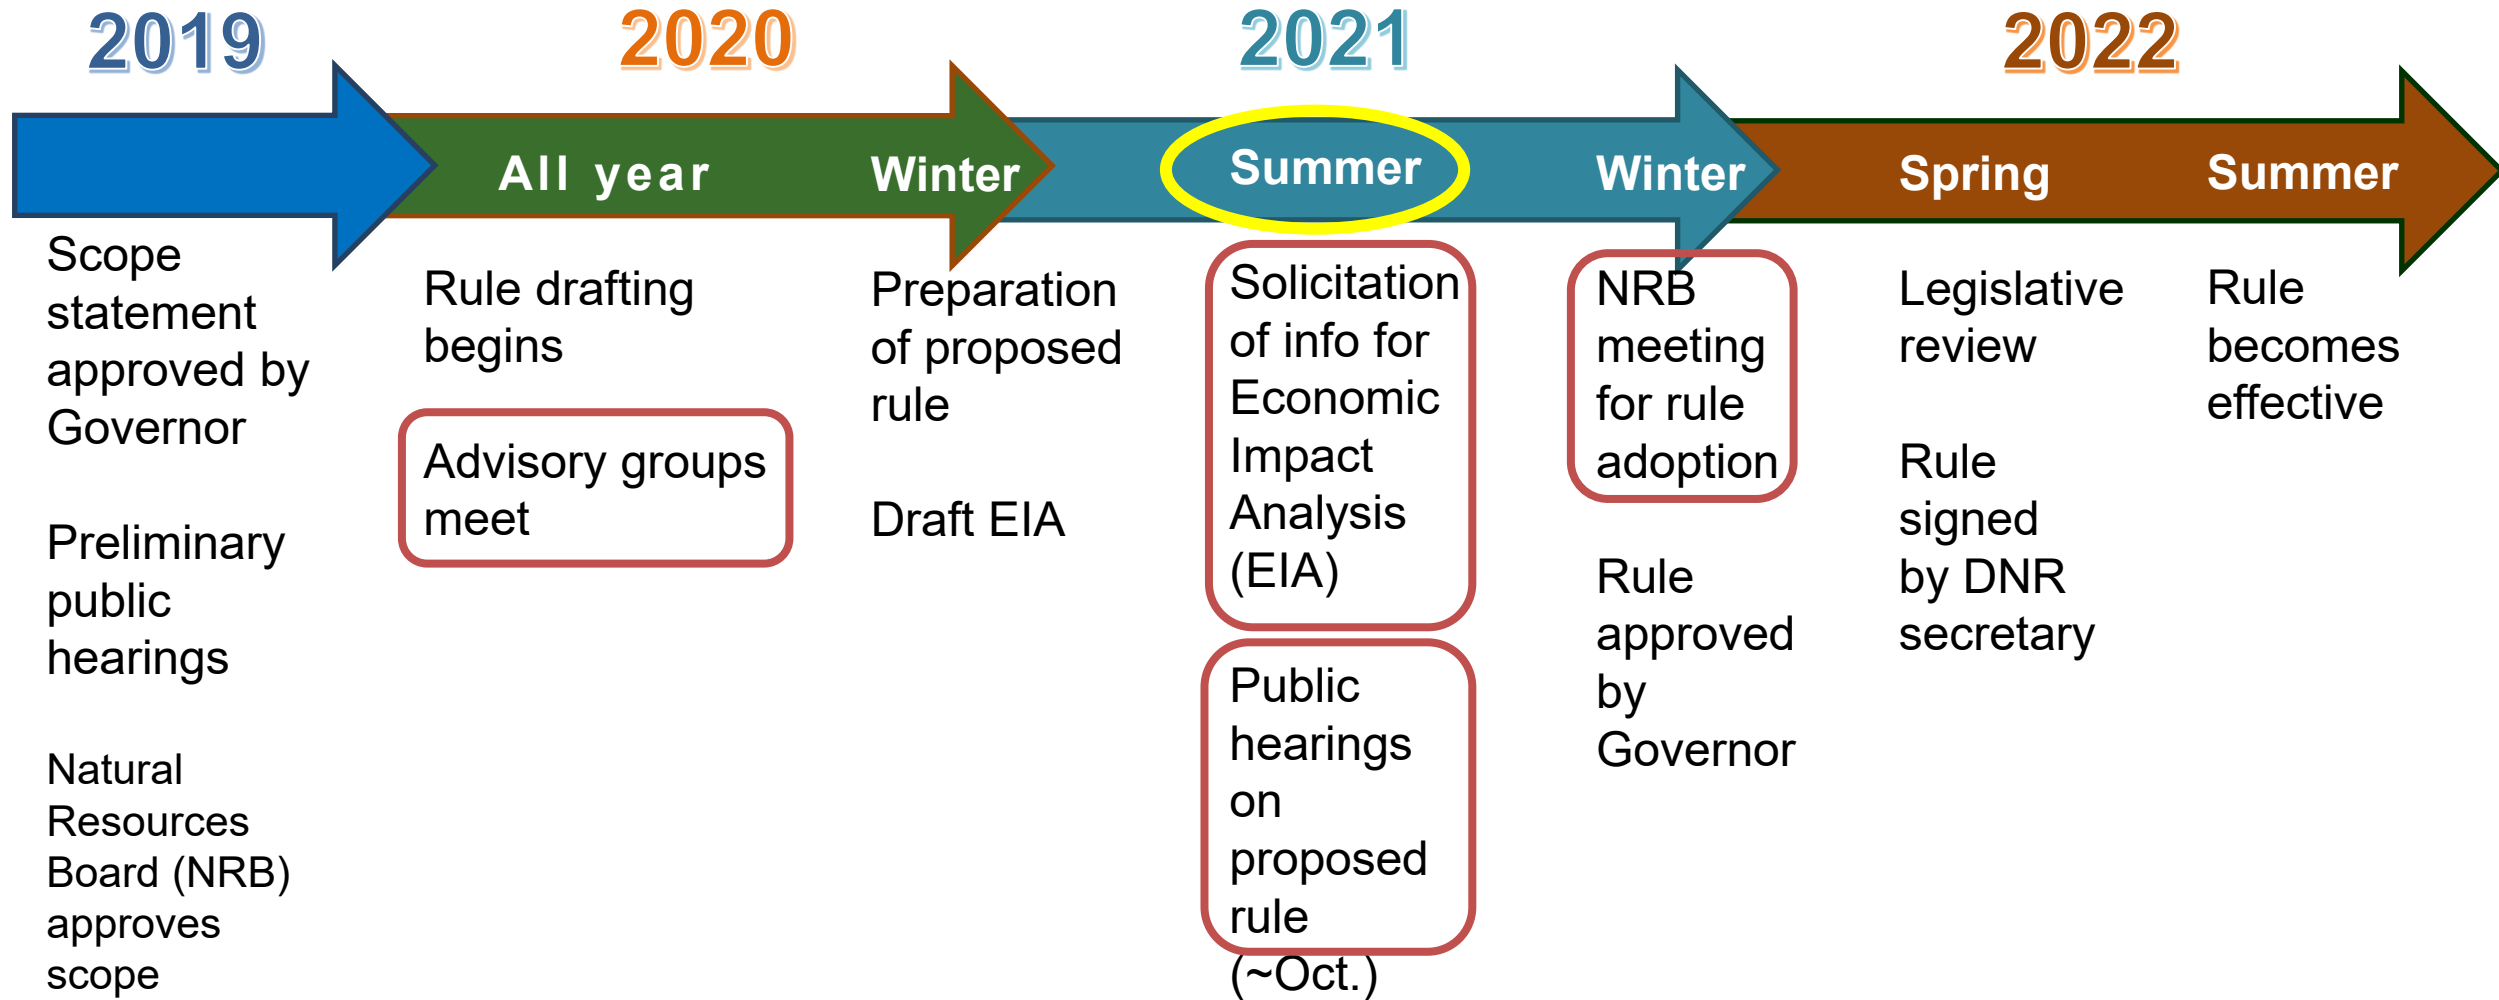 2019
2020
2021
2022
All year
Winter
Summer
Winter
Spring
Summer
Scope
statement
approved by
Governor
Preliminary
public
hearings
Natural
Resources
Board (NRB)
approves
scope
Rule drafting
begins
Advisory groups
meet
Preparation
of proposed
rule
Draft EIA
Solicitation
of info for
Economic
Impact
Analysis
(EIA)
Public
hearings
on
proposed
rule
(~Oct.)
NRB
meeting
for rule
adoption
Rule
approved
by
Governor
Legislative
review
Rule
signed
by DNR
secretary
Rule
becomes
effective